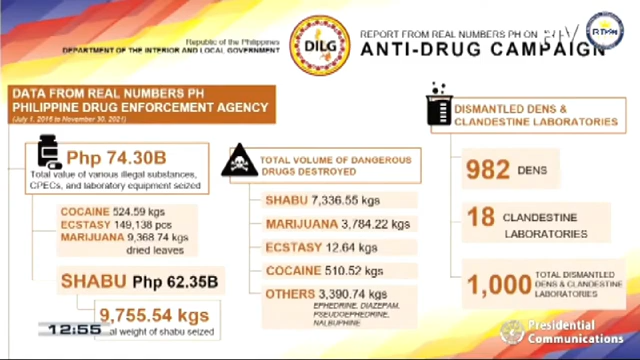 Republic of the Philippines
DEPARTMENT OF THE INTERIOR AND LOCAL GOVERNMENT
DILG
REPORT FROM REAL NUMBERS PH ON
ANTI-DRUG CAMPAIGN
RTVM
DATA FROM REAL NUMBERS PH
PHILIPPINE DRUG ENFORCEMENT AGENCY
(July 1, 2016 to November 30, 2021)
Php 74.30B
Total value of various illegal substances,
CPECs, and laboratory equipment seized
COCAINE 524.59 kgs
ECSTASY 149,138 pcs
MARIJUANA 9,368.74 kgs
dried leaves
SHABU Php 62.35B
9,755.54 kgs
weight of shabu seized
12:55
TOTAL VOLUME OF DANGEROUS
DRUGS DESTROYED
SHABU 7,336.55 kgs
MARIJUANA 3,784.22 kgs
ECSTASY 12.64 kgs
COCAINE 510.52 kgs
OTHERS 3,390.74 kgs
EPHEDRINE, DIAZEPAM,
PSEUDOEPHEDRINE,
NALBUPHINE
DISMANTLED DENS &
CLANDESTINE LABORATORIES
982 DENS
18 CLANDESTINE
LABORATORIES
1,000 TOTAL DISMANTLED
DENS & CLANDESTINE
LABORATORIES
Presidential
Communications